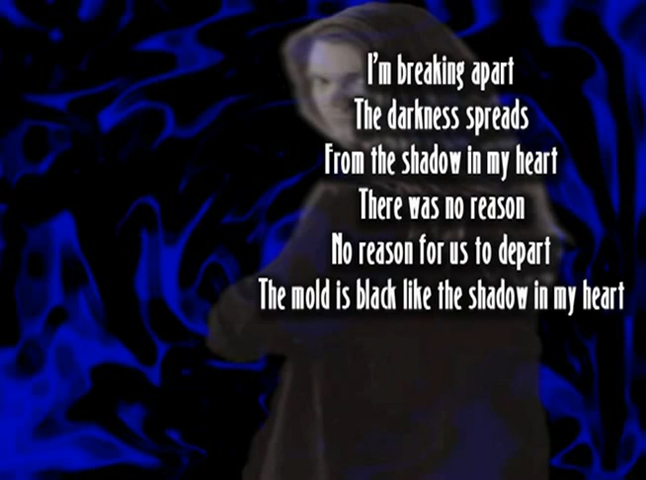 I'm breaking apart
The darkness spreads
From the shadow in my heart
There was no reason
No reason for us to depart
The mold is black like the shadow in my heart